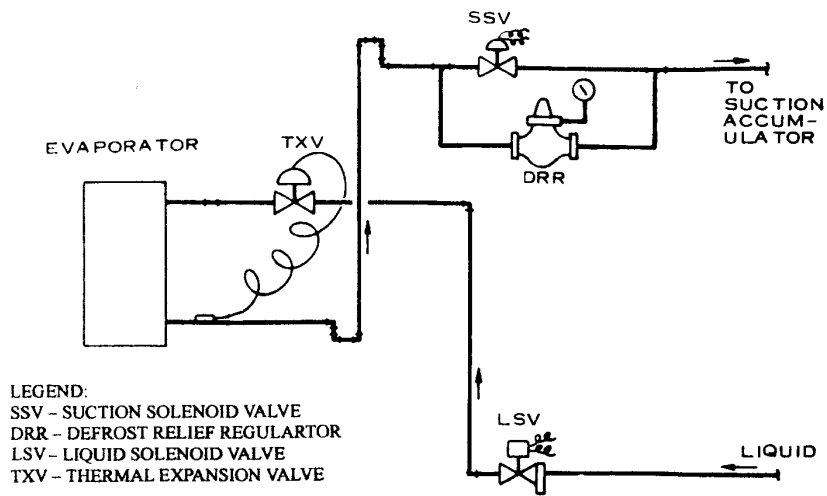 SSV
TO
SUCTION
ACCUM-
ULATOR
EVAPORATOR
TXV
DRR
LEGEND:
SSV – SUCTION SOLENOID VALVE
DRR – DEFROST RELIEF REGULARTOR
LSV – LIQUID SOLENOID VALVE
TXV – THERMAL EXPANSION VALVE
LSV
LIQUID